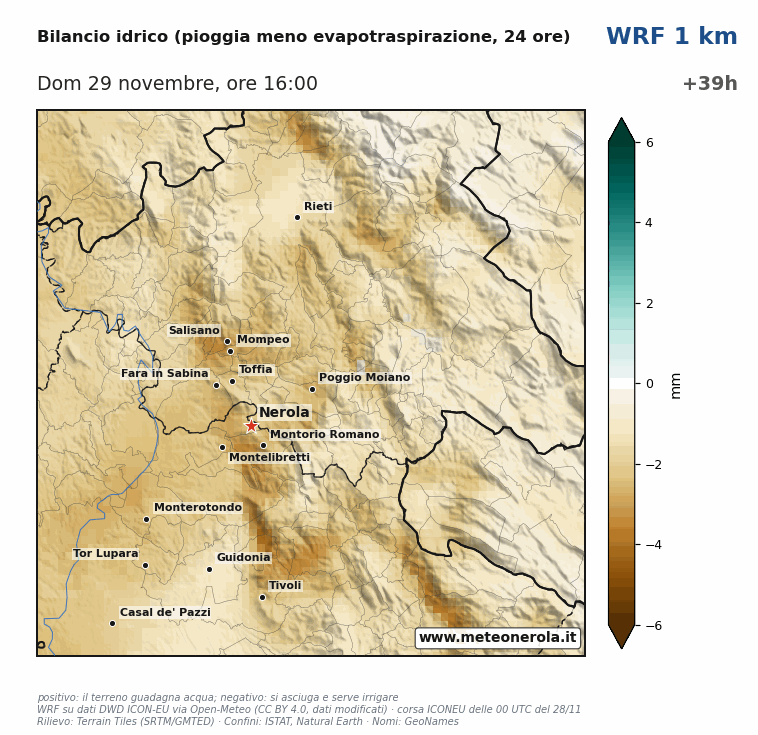 Bilancio idrico (pioggia meno evapotraspirazione, 24 ore)
WRF 1 km
Dom 29 novembre, ore 16:00
+39h
Rieti
Salisano
Mompeo
Fara in Sabina
Toffia
Poggio Moiano
Nerola
Montorio Romano
Montelibretti
Monterotondo
Tor Lupara
Guidonia
Tivoli
Casal de' Pazzi
www.meteonerola.it
6
4
2
0
−2
−4
−6
mm
positivo: il terreno guadagna acqua; negativo: si asciuga e serve irrigare
WRF su dati DWD ICON-EU via Open-Meteo (CC BY 4.0, dati modificati) · corsa ICONEU delle 00 UTC del 28/11
Rilievo: Terrain Tiles (SRTM/GMTED) · Confini: ISTAT, Natural Earth · Nomi: GeoNames